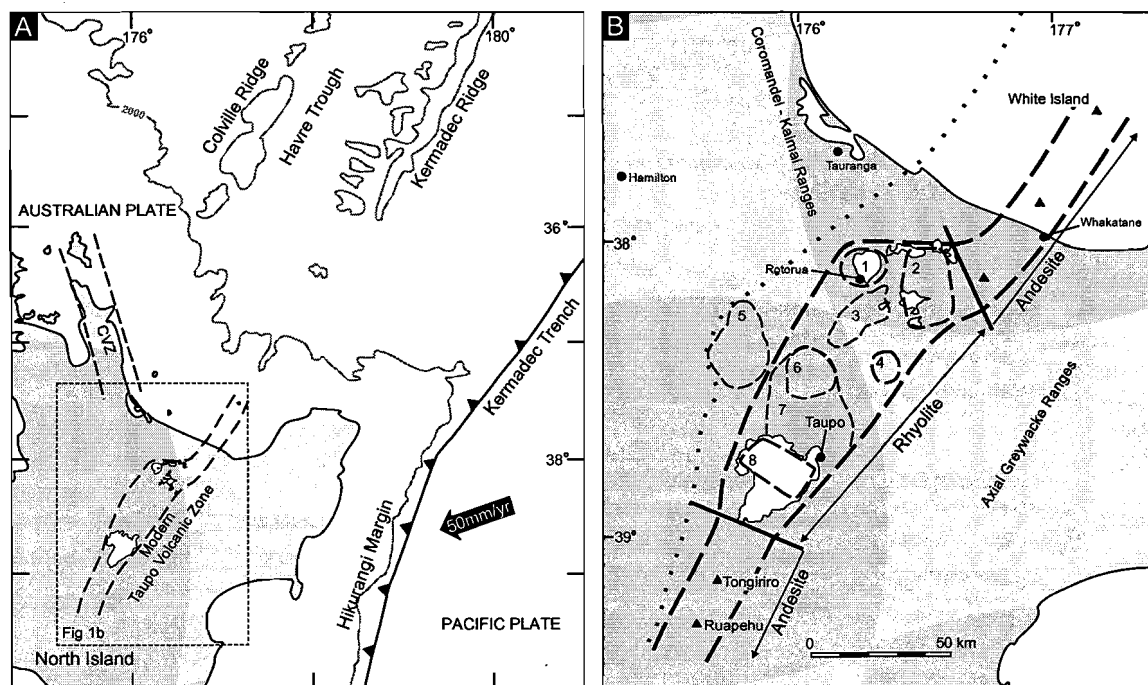 A
176°
180°
2000
Colville Ridge
Havre Trough
Kermadec Ridge
AUSTRALIAN PLATE
36°
CVZ
Kermadec Trench
38°
Modern
Taupo Volcanic Zone
50mm/yr
Hikurangi Margin
Fig 1b
PACIFIC PLATE
North Island
B
176°
177°
Coromandel - Kaimai Ranges
White Island
Tauranga
Hamilton
Whakatane
38°
1
2
Rotorua
Andesite
3
5
4
6
7
Taupo
Rhyolite
Axial Greywacke Ranges
8
39°
Tongiriro
Andesite
Ruapehu
0
50 km